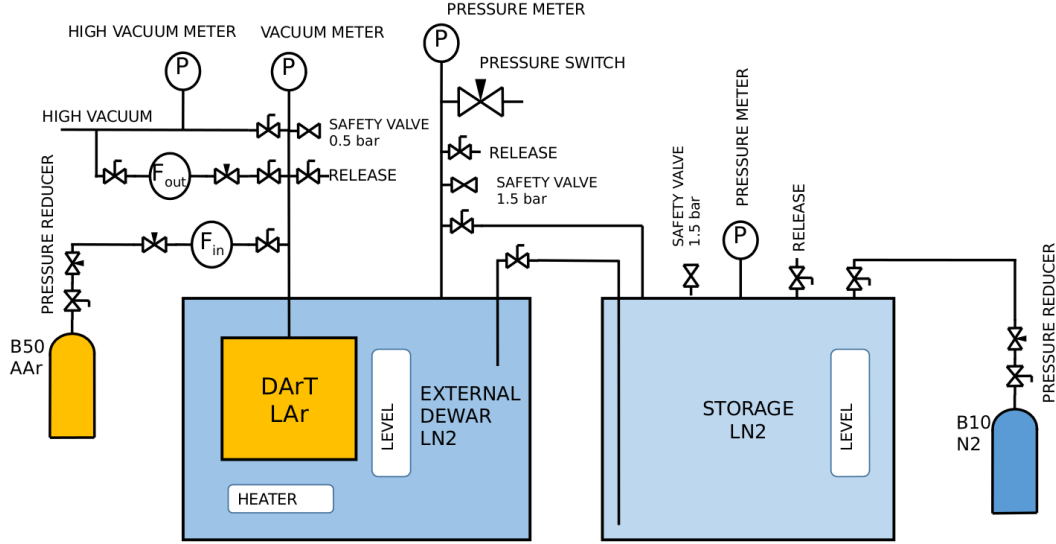 PRESSURE METER
HIGH VACUUM METER
VACUUM METER
P
P
P
PRESSURE SWITCH
HIGH VACUUM
SAFETY VALVE
0.5 bar
RELEASE
F out
RELEASE
SAFETY VALVE
1.5 bar
PRESSURE REDUCER
F in
SAFETY VALVE
1.5 bar
PRESSURE METER
P
RELEASE
PRESSURE REDUCER
B50
AAr
DArT
LAr
LEVEL
EXTERNAL
DEWAR
LN2
HEATER
STORAGE
LN2
LEVEL
B10
N2